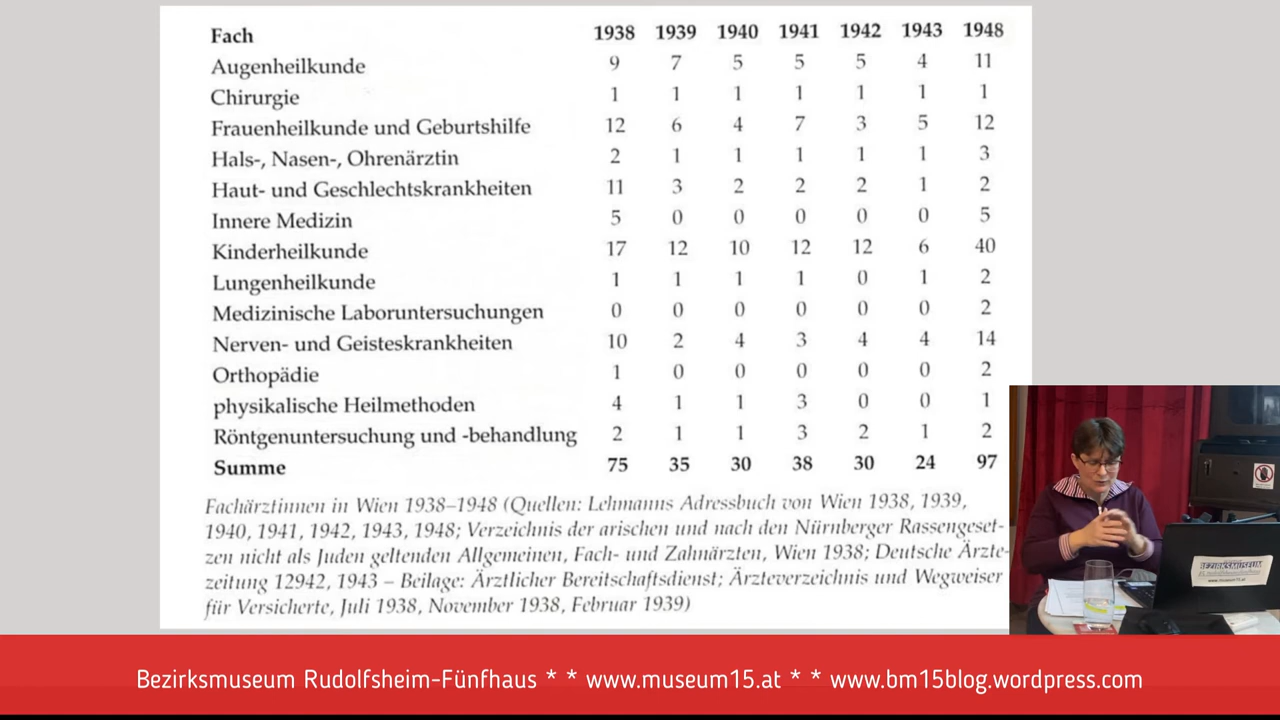 Fach 1938 1939 1940 1941 1942 1943 1948
Augenheilkunde 9 7 5 5 5 4 11
Chirurgie 1 1 1 1 1 1 1
Frauenheilkunde und Geburtshilfe 12 6 4 7 3 5 12
Hals-, Nasen-, Ohrenärztin 2 1 1 1 1 1 3
Haut- und Geschlechtskrankheiten 11 3 2 2 2 1 2
Innere Medizin 5 0 0 0 0 0 5
Kinderheilkunde 17 12 10 12 12 6 40
Lungenheilkunde 1 1 1 1 0 1 2
Medizinische Laboruntersuchungen 0 0 0 0 0 0 2
Nerven- und Geisteskrankheiten 10 2 4 3 4 4 14
Orthopädie 1 0 0 0 0 0 2
physikalische Heilmethoden 4 1 1 3 0 0 1
Röntgenuntersuchung und -behandlung 2 1 1 3 2 1 2
Summe 75 35 30 38 30 24 97
Fachärztinnen in Wien 1938–1948 (Quellen: Lehmanns Adressbuch von Wien 1938, 1939,
1940, 1941, 1942, 1943, 1948; Verzeichnis der arischen und nach den Nürnberger Rassengeset-
zen nicht als Juden geltenden Allgemeinen, Fach- und Zahnärzten, Wien 1938; Deutsche Ärzte-
zeitung 12942, 1943 – Beilage: Ärztlicher Bereitschaftsdienst; Ärzteverzeichnis und Wegweiser
für Versicherte, Juli 1938, November 1938, Februar 1939)
BEZIRKSMUSEUM
www.museum15.at
Bezirksmuseum Rudolfsheim-Fünfhaus * * www.museum15.at * * www.bm15blog.wordpress.com